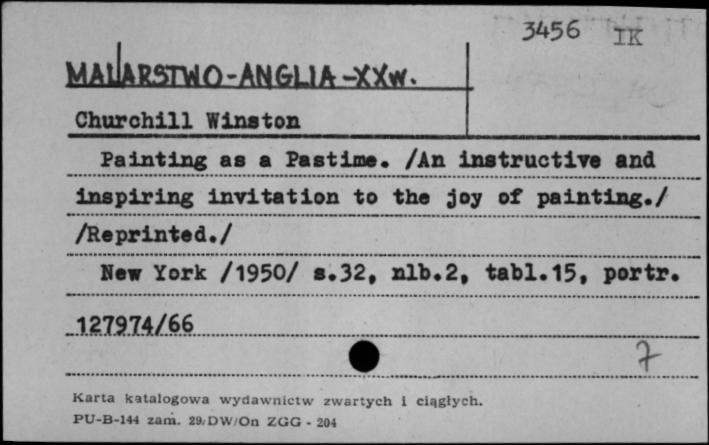 3456 IK
MALARSTWO-ANGLIA-XXW.
Churchill Winston
Painting as a Pastime. /An instructive and
inspiring invitation to the joy of painting./
/Reprinted./
New York /1950/ s.32, nlb.2, tabl.15, portr.
127974/66
7
Karta katalogowa wydawnictw zwartych i ciągłych.
PU-B-144 zam. 29/DW/On ZGG - 204